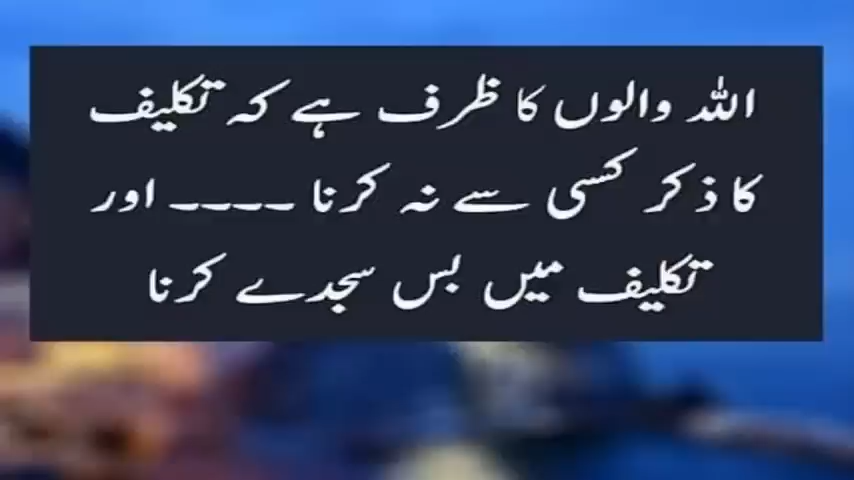 اللہ والوں کا ظرف ہے کہ تکلیف
کا ذکر کسی سے نہ کرنا ---- اور
تکلیف میں بس سجدے کرنا